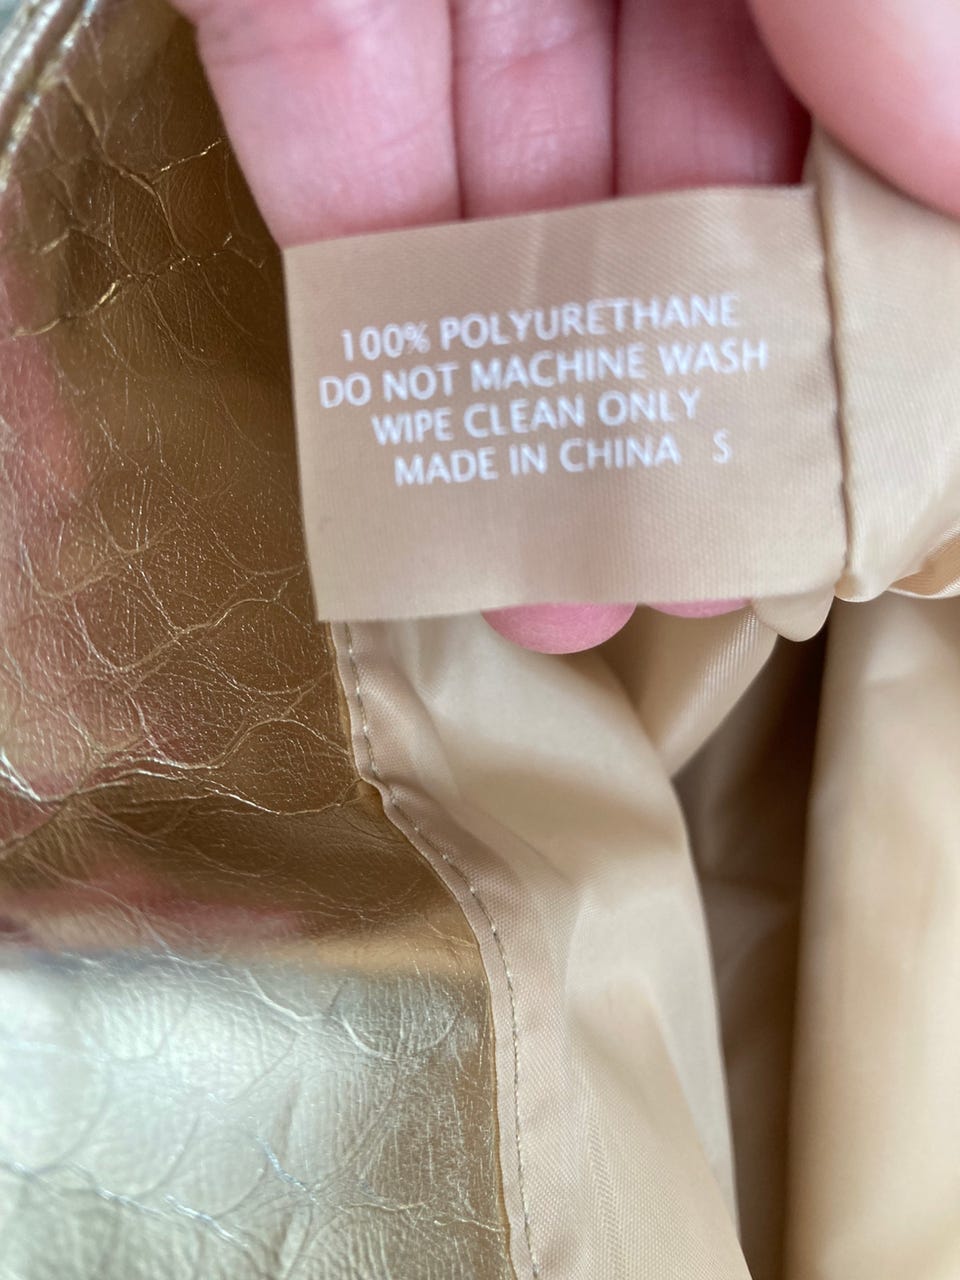 100% POLYURETHANE
DO NOT MACHINE WASH
WIPE CLEAN ONLY
MADE IN CHINA S